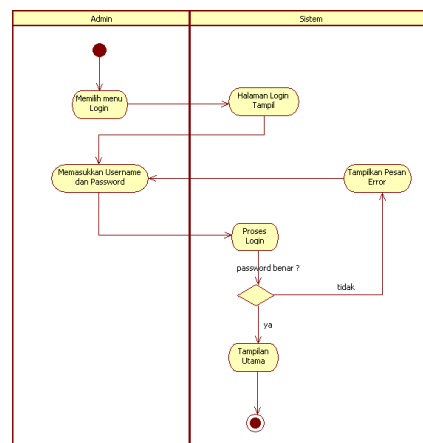 Admin
Sistem
Memilih menu
Login
Halaman Login
Tampil
Memasukkan Username
dan Password
Tampilkan Pesan
Error
Proses
Login
password benar ?
tidak
ya
Tampilan
Utama